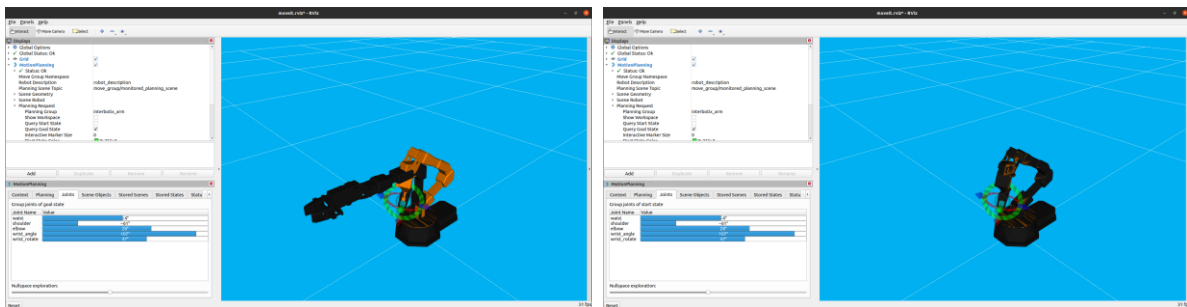 moveit.rviz* - RViz
File Panels Help
Interact Move Camera Select
Displays
Global Options
Global Status: Ok
Grid
MotionPlanning
Status: Ok
Move Group Namespace
Robot Description robot_description
Planning Scene Topic move_group/monitored_planning_scene
Scene Geometry
Scene Robot
Planning Request
Planning Group interbotix_arm
Show Workspace
Query Start State
Query Goal State
Interactive Marker Size 0
Add Duplicate Remove Rename
MotionPlanning
Context Planning Joints Scene Objects Stored Scenes Stored States Statu
Group joints of goal state
Joint Name Value
waist
shoulder
elbow
wrist_angle
wrist_rotate
Nullspace exploration:
Reset 31 fps
moveit.rviz* - RViz
File Panels Help
Interact Move Camera Select
Displays
Global Options
Global Status: Ok
Grid
MotionPlanning
Status: Ok
Move Group Namespace
Robot Description robot_description
Planning Scene Topic move_group/monitored_planning_scene
Scene Geometry
Scene Robot
Planning Request
Planning Group interbotix_arm
Show Workspace
Query Start State
Query Goal State
Interactive Marker Size 0
Add Duplicate Remove Rename
MotionPlanning
Context Planning Joints Scene Objects Stored Scenes Stored States Statu
Group joints of start state
Joint Name Value
waist
shoulder
elbow
wrist_angle
wrist_rotate
Nullspace exploration:
Reset